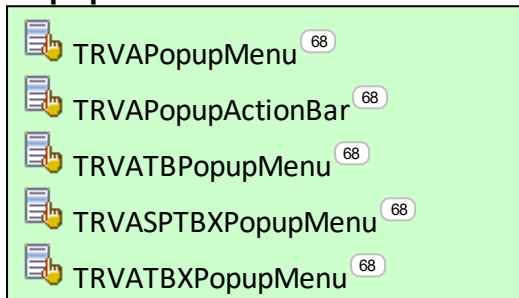 TRVAPopupMenu 68
TRVAPopupActionBar 68
TRVATBPopupMenu 68
TRVASPTBXPopupMenu 68
TRVATBXPopupMenu 68